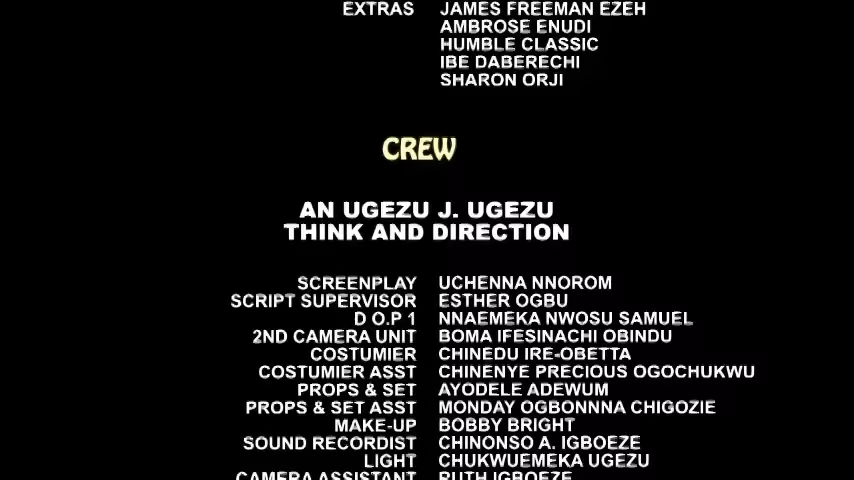 EXTRAS JAMES FREEMAN EZEH
AMBROSE ENUDI
HUMBLE CLASSIC
IBE DABERECHI
SHARON ORJI
CREW
AN UGEZU J. UGEZU
THINK AND DIRECTION
SCREENPLAY UCHENNA NNOROM
SCRIPT SUPERVISOR ESTHER OGBU
D O.P 1 NNAEMEKA NWOSU SAMUEL
2ND CAMERA UNIT BOMA IFESINACHI OBINDU
COSTUMIER CHINEDU IRE-OBETTA
COSTUMIER ASST CHINENYE PRECIOUS OGOCHUKWU
PROPS & SET AYODELE ADEWUM
PROPS & SET ASST MONDAY OGBONNNA CHIGOZIE
MAKE-UP BOBBY BRIGHT
SOUND RECORDIST CHINONSO A. IGBOEZE
LIGHT CHUKWUEMEKA UGEZU
CAMERA ASSISTANT RUTH IGBOEZE